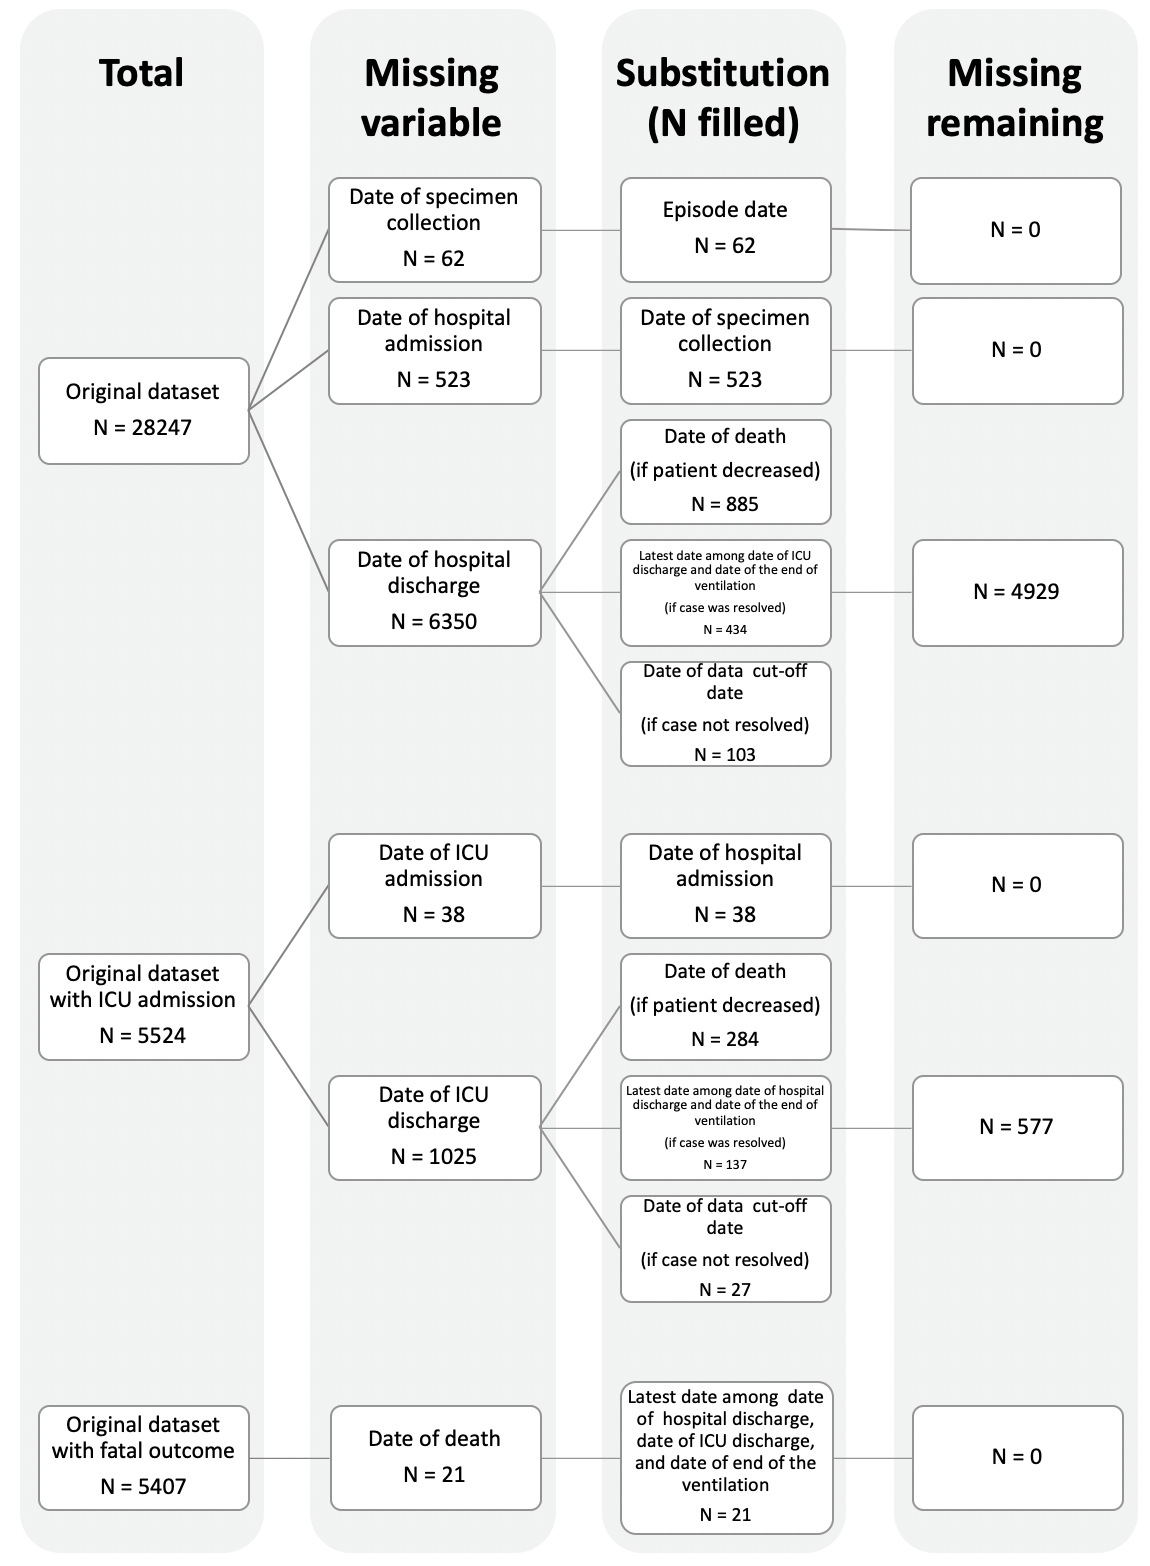 Total
Missing
variable
Substitution
(N filled)
Missing
remaining
Original dataset
N = 28247
Date of specimen
collection
N = 62
Episode date
N = 62
N = 0
Date of hospital
admission
N = 523
Date of specimen
collection
N = 523
N = 0
Date of hospital
discharge
N = 6350
Date of death
(if patient decreased)
N = 885
Latest date among date of ICU
discharge and date of the end of
ventilation
(if case was resolved)
N = 434
Date of data  cut-off
date
(if case not resolved)
N = 103
N = 4929
Original dataset
with ICU admission
N = 5524
Date of ICU
admission
N = 38
Date of hospital
admission
N = 38
N = 0
Date of ICU
discharge
N = 1025
Date of death
(if patient decreased)
N = 284
Latest date among date of hospital
discharge and date of the end of
ventilation
(if case was resolved)
N = 137
Date of data  cut-off
date
(if case not resolved)
N = 27
N = 577
Original dataset
with fatal outcome
N = 5407
Date of death
N = 21
Latest date among  date
of  hospital discharge,
date of ICU discharge,
and date of end of the
ventilation
N = 21
N = 0